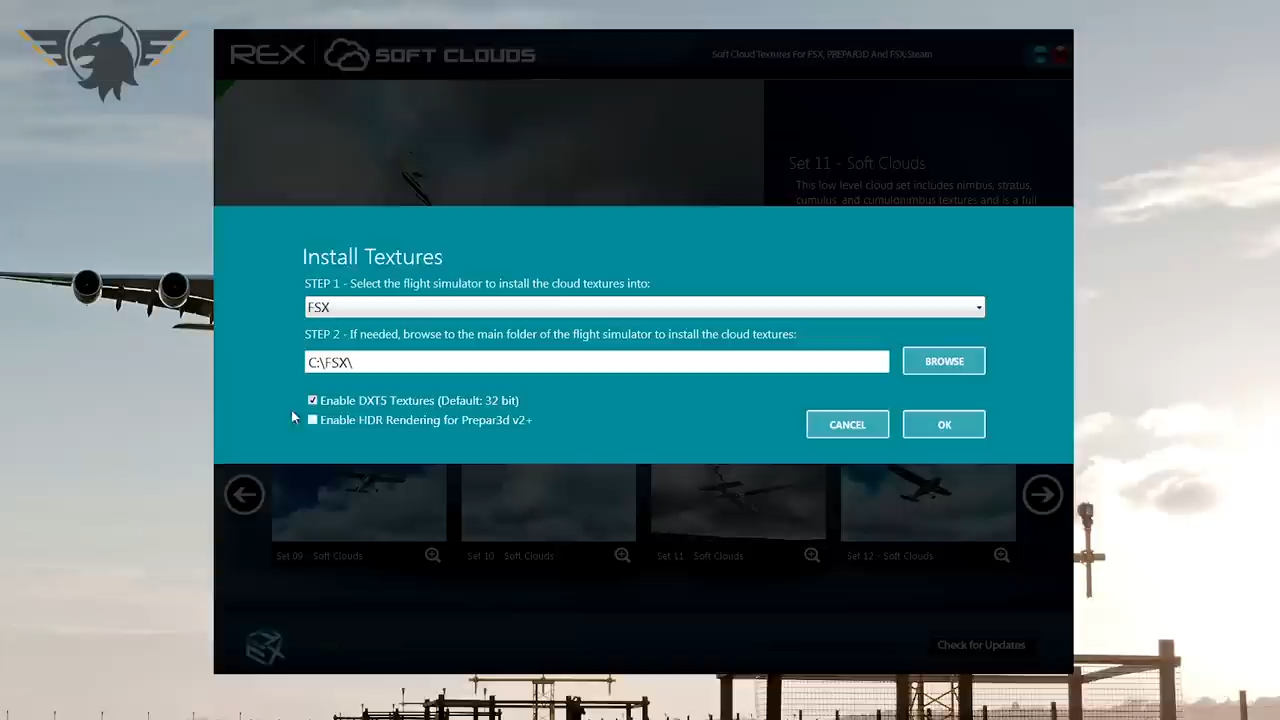 REX SOFT CLOUDS
Soft Cloud Textures For FSX, PREPAR3D And FSX:Steam
Set 11 - Soft Clouds
This low level cloud set includes nimbus, stratus,
cumulus, and cumulonimbus textures and is a full
Install Textures
STEP 1 - Select the flight simulator to install the cloud textures into:
FSX
STEP 2 - If needed, browse to the main folder of the flight simulator to install the cloud textures:
C:\FSX\
BROWSE
Enable DXT5 Textures (Default: 32 bit)
Enable HDR Rendering for Prepar3d v2+
CANCEL
OK
Set 09 - Soft Clouds
Set 10 - Soft Clouds
Set 11 - Soft Clouds
Set 12 - Soft Clouds
REX
Check for Updates